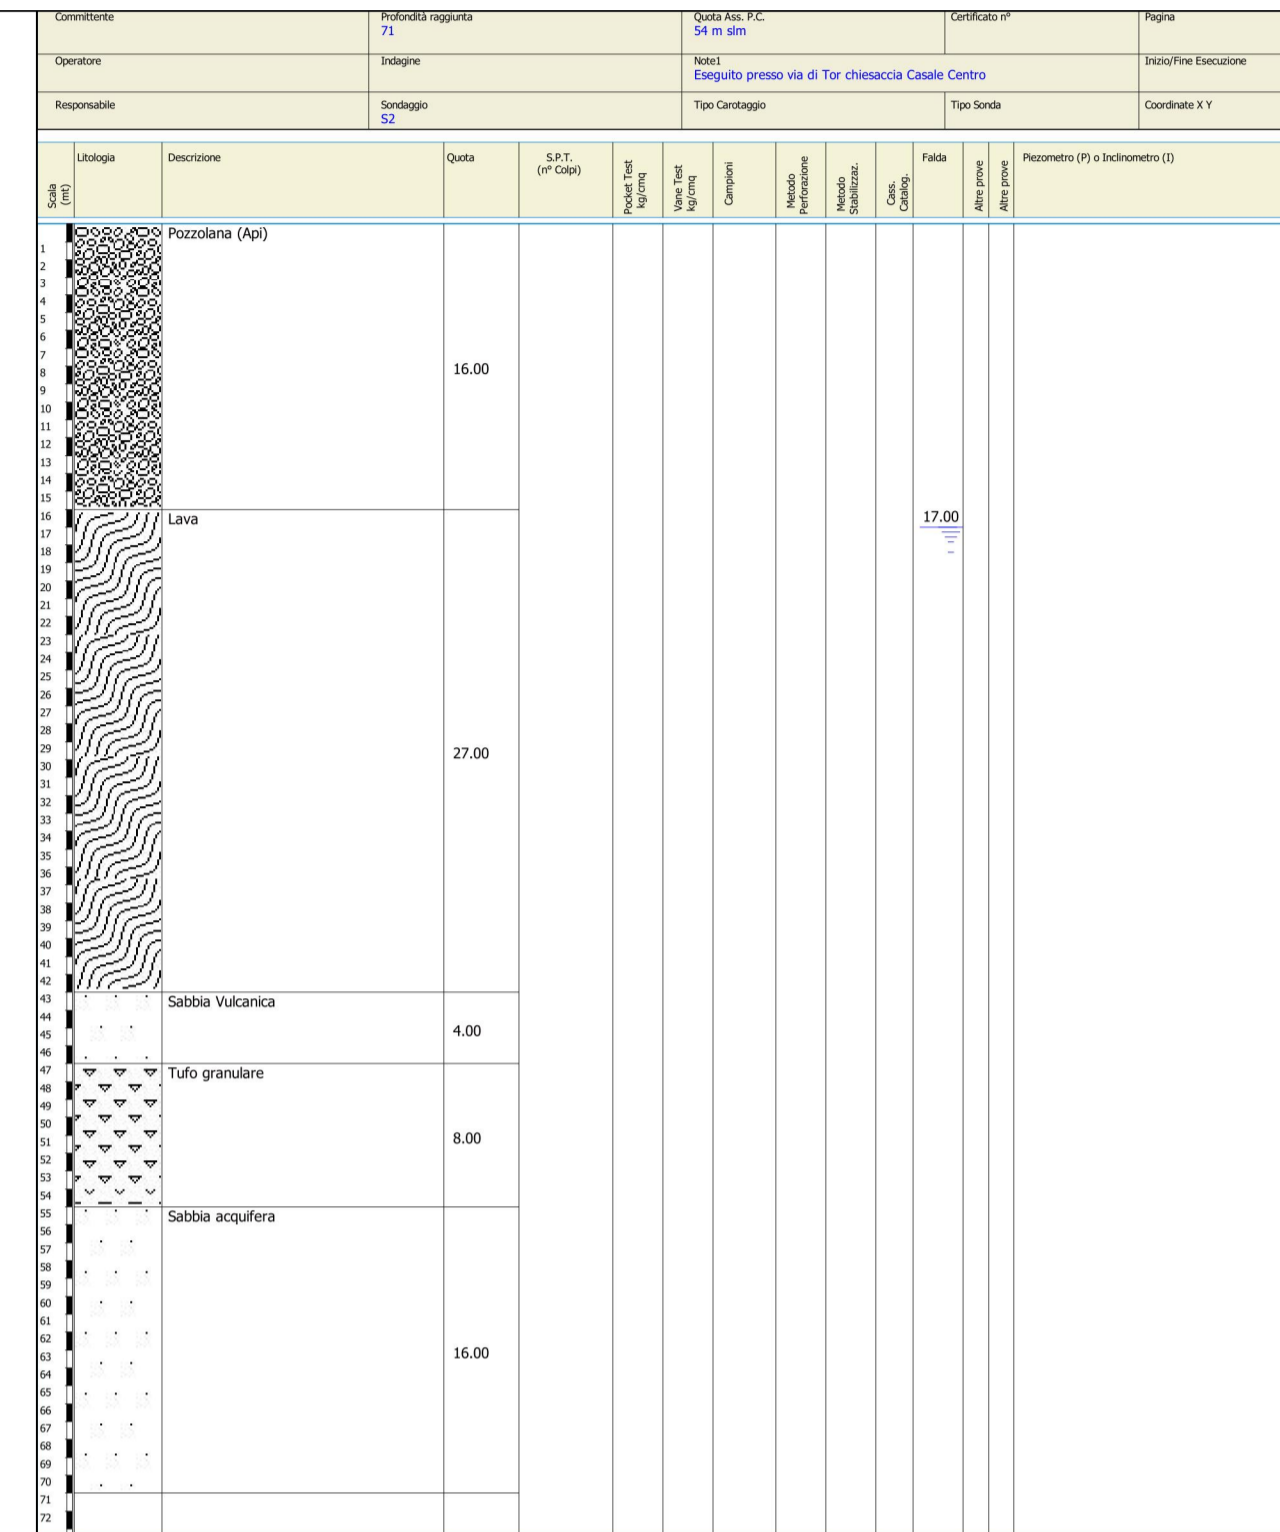 Committente
Profondità raggiunta
Quota Ass. P.C.
Certificato nº
Pagina
71
54 m slm
Operatore
Indagine
Note1
Inizio/Fine Esecuzione
Eseguito presso via di Tor chiesaccia Casale Centro
Responsabile
Sondaggio
Tipo Carotaggio
Tipo Sonda
Coordinate X Y
S2
Scala
(mt)
Litologia
Descrizione
Quota
S.P.T.
(nº Colpi)
Pocket Test
kg/cmq
Vane Test
kg/cmq
Campioni
Metodo
Perforazione
Metodo
Stabilizzaz.
Cass.
Catalog.
Falda
Altre prove
Altre prove
Piezometro (P) o Inclinometro (I)
Pozzolana (Api)
1
2
3
4
5
6
7
16.00
8
9
10
11
12
13
14
15
16
Lava
17.00
17
18
19
20
21
22
23
24
25
26
27
28
29
27.00
30
31
32
33
34
35
36
37
38
39
40
41
42
43
Sabbia Vulcanica
44
45
4.00
46
47
Tufo granulare
48
49
50
51
8.00
52
53
54
55
Sabbia acquifera
56
57
58
59
60
61
62
63
16.00
64
65
66
67
68
69
70
71
72